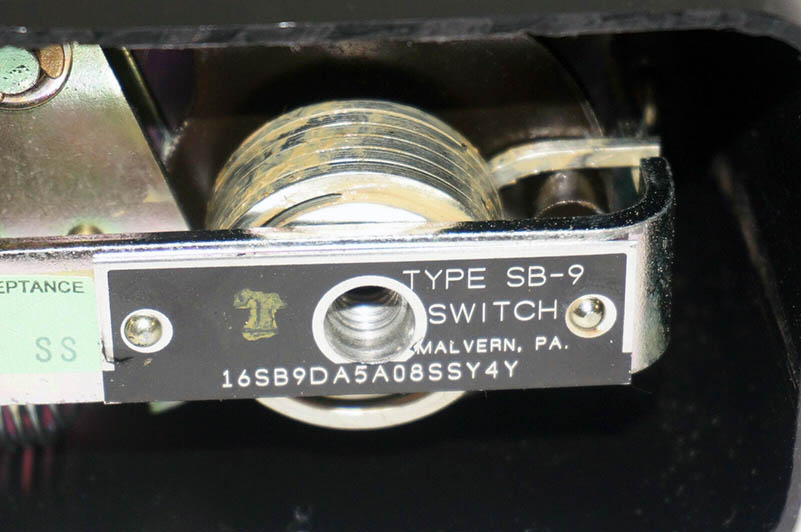 EPTANCE
SS
TYPE SB-9
SWITCH
MALVERN, PA.
16SB9DA5A08SSY4Y